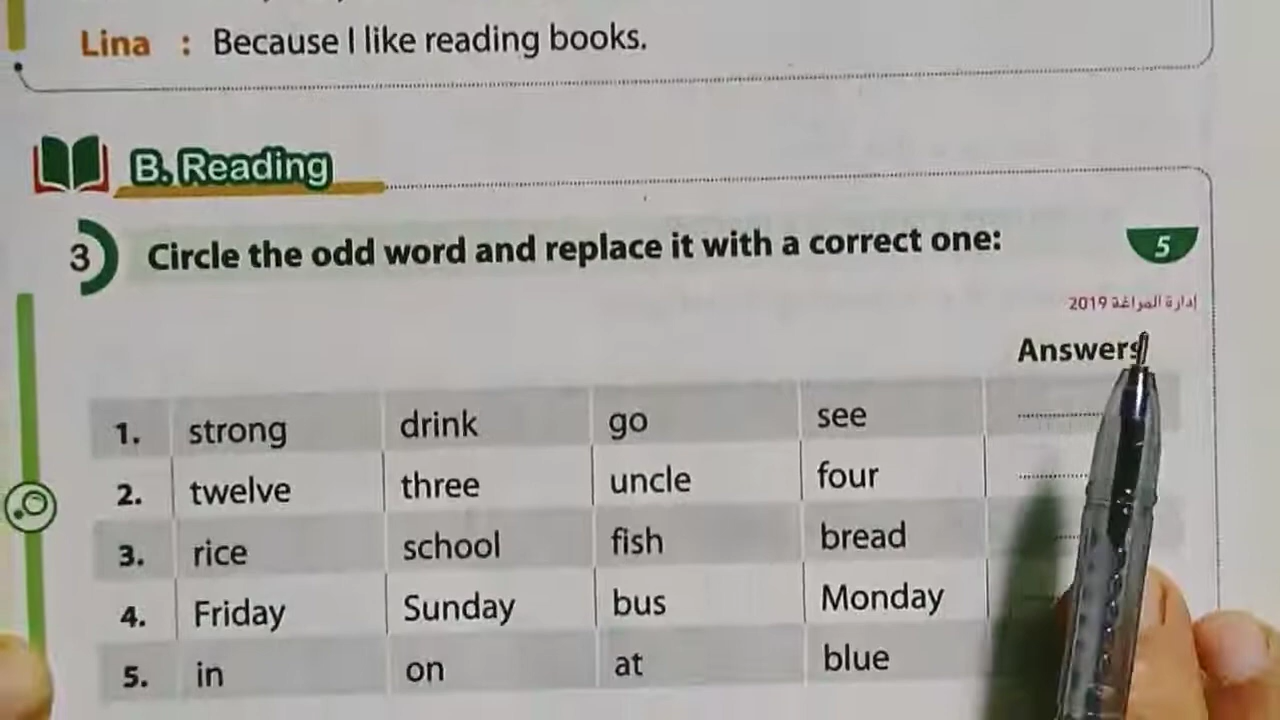 Lina : Because I like reading books.
B. Reading
3 Circle the odd word and replace it with a correct one: 5
إدارة المراغة 2019
Answers
1. strong drink go see
2. twelve three uncle four
3. rice school fish bread
4. Friday Sunday bus Monday
5. in on at blue